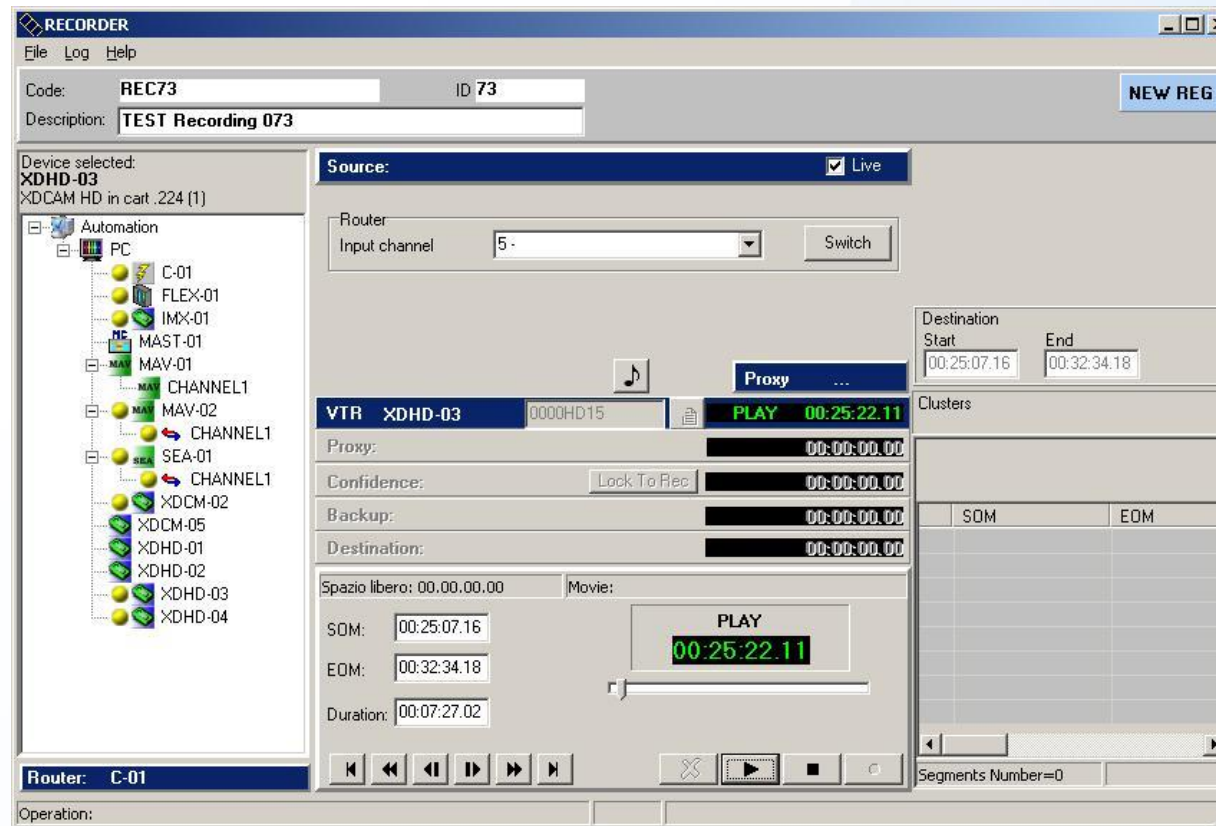 RECORDER
File Log Help
Code: REC73 ID 73
NEW REG
Description: TEST Recording 073
Device selected:
XDHD-03
XDCAM HD in cart .224 (1)
Automation
PC
C-01
FLEX-01
IMX-01
MAST-01
MAV-01
CHANNEL1
MAV-02
CHANNEL1
SEA-01
CHANNEL1
XDCM-02
XDCM-05
XDHD-01
XDHD-02
XDHD-03
XDHD-04
Router: C-01
Source: Live
Router
Input channel 5 - Switch
Proxy ...
VTR XDHD-03 0000HD15 PLAY 00:25:22.11
Proxy: 00:00:00.00
Confidence: Lock To Rec 00:00:00.00
Backup: 00:00:00.00
Destination: 00:00:00.00
Spazio libero: 00.00.00.00 Movie:
SOM: 00:25:07.16
EOM: 00:32:34.18
Duration: 00:07:27.02
PLAY
00:25:22.11
Destination
Start End
00:25:07.16 00:32:34.18
Clusters
SOM EOM
Segments Number=0
Operation: